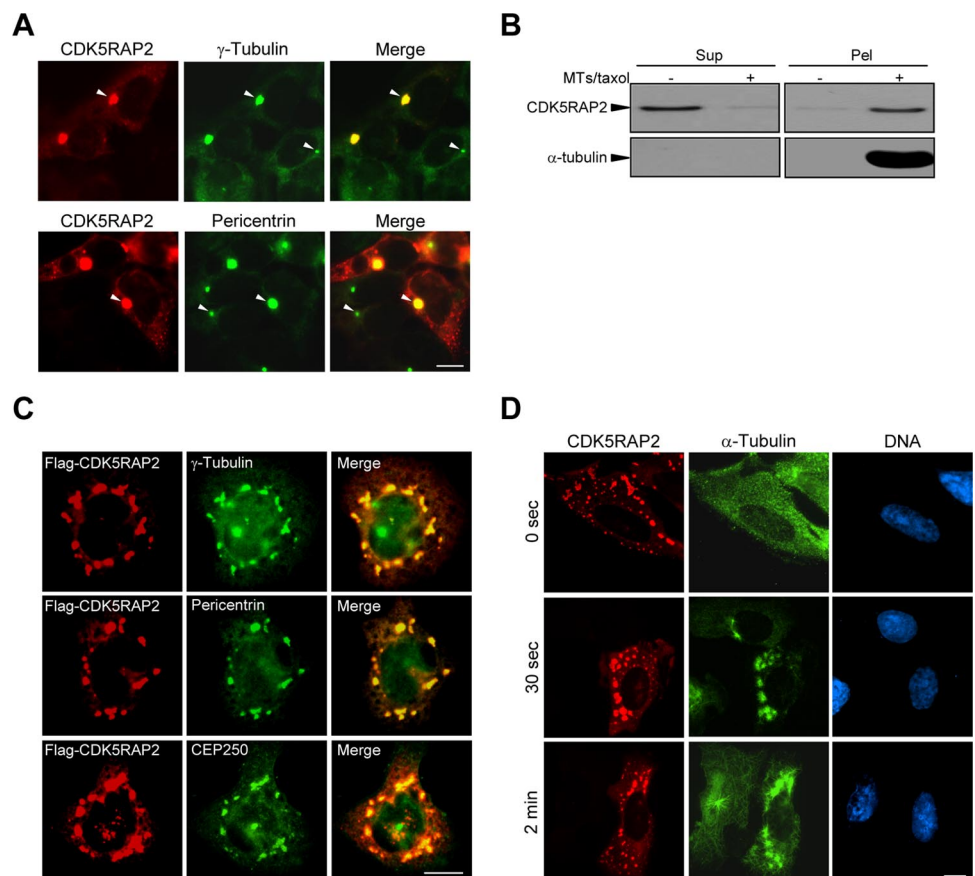 A
CDK5RAP2 γ-Tubulin Merge
CDK5RAP2 Pericentrin Merge
B
Sup Pel
MTs/taxol - + - +
CDK5RAP2
α-tubulin
C
Flag-CDK5RAP2 γ-Tubulin Merge
Flag-CDK5RAP2 Pericentrin Merge
Flag-CDK5RAP2 CEP250 Merge
D
CDK5RAP2 α-Tubulin DNA
0 sec
30 sec
2 min